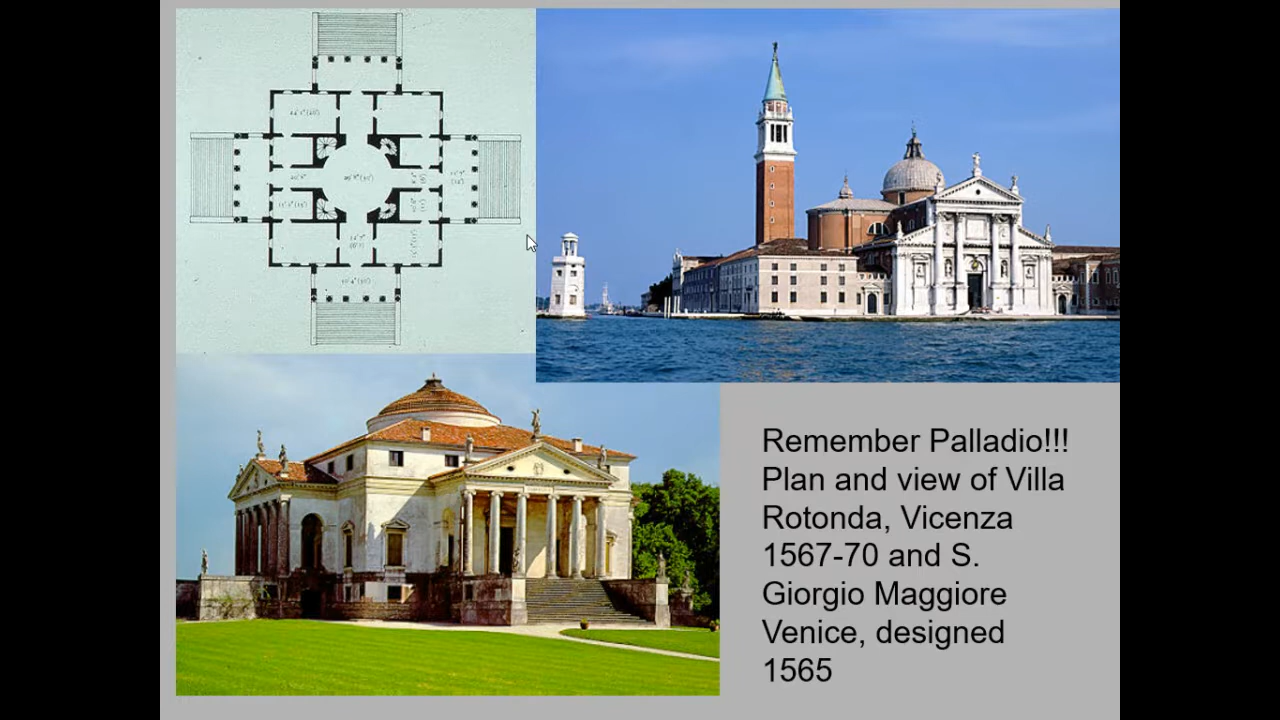 Remember Palladio!!!
Plan and view of Villa
Rotonda, Vicenza
1567-70 and S.
Giorgio Maggiore
Venice, designed
1565